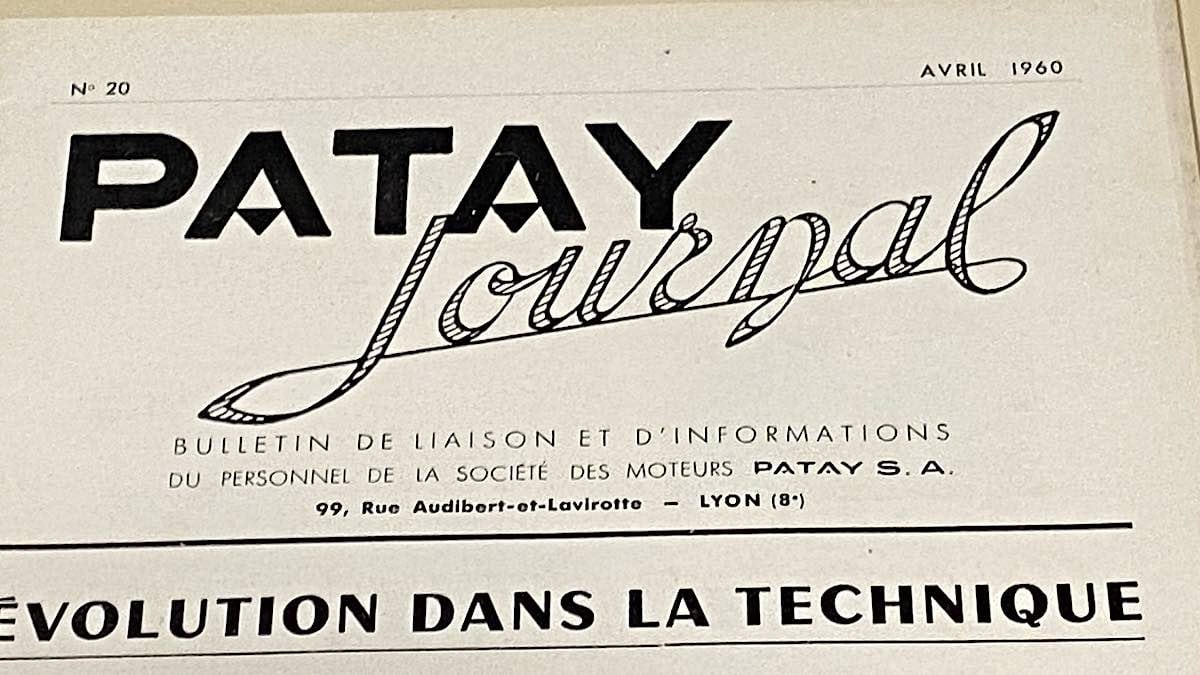 N° 20
AVRIL 1960
PATAY
Journal
BULLETIN DE LIAISON ET D'INFORMATIONS
DU PERSONNEL DE LA SOCIÉTÉ DES MOTEURS PATAY S. A.
99, Rue Audibert-et-Lavirotte — LYON (8e)
ÉVOLUTION DANS LA TECHNIQUE